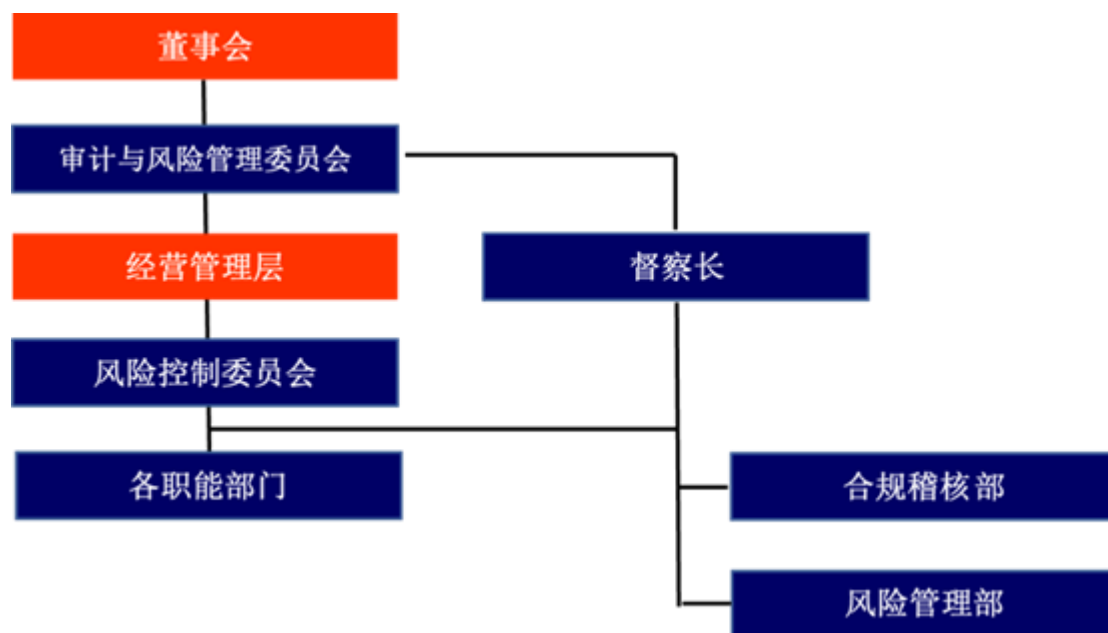 董事会
审计与风险管理委员会
经营管理层
督察长
风险控制委员会
各职能部门
合规稽核部
风险管理部